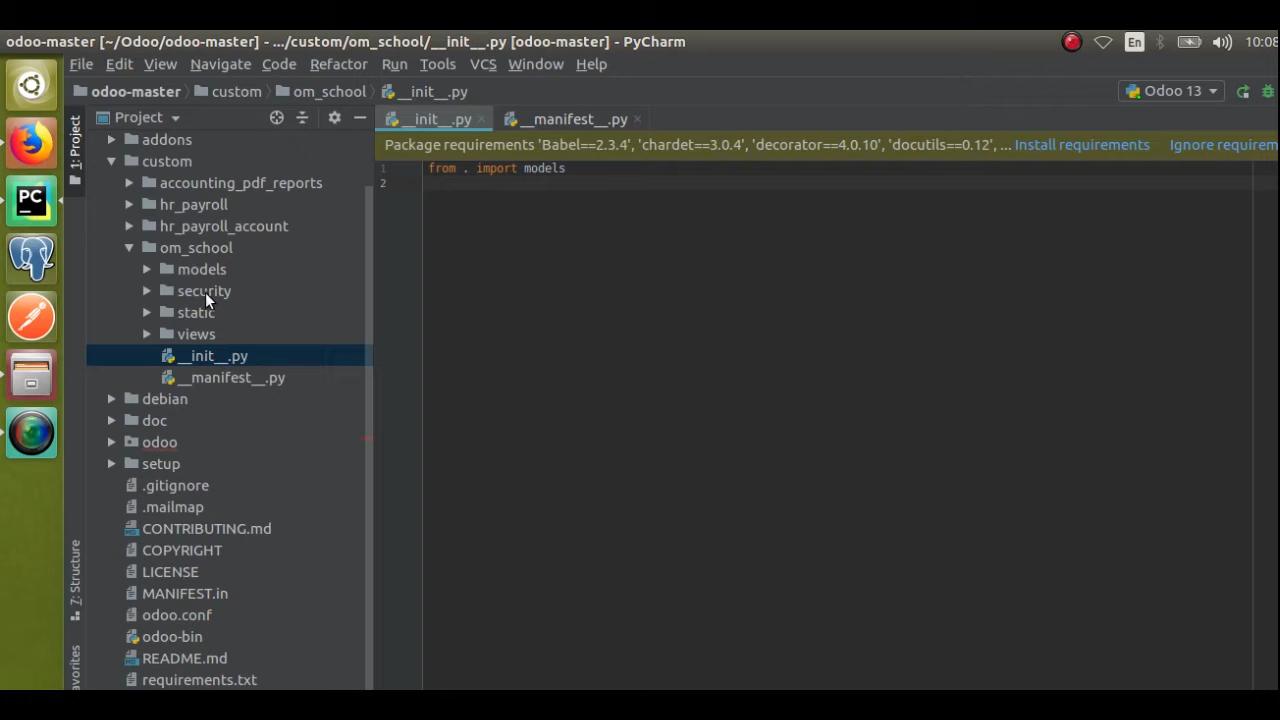 odoo-master [~/Odoo/odoo-master] - .../custom/om_school/__init__.py [odoo-master] - PyCharm
En
10:08
File Edit View Navigate Code Refactor Run Tools VCS Window Help
odoo-master custom om_school __init__.py
Odoo 13
Project
__init__.py
__manifest__.py
1: Project
Package requirements 'Babel==2.3.4', 'chardet==3.0.4', 'decorator==4.0.10', 'docutils==0.12', ... Install requirements Ignore requirem
addons
custom
accounting_pdf_reports
hr_payroll
hr_payroll_account
om_school
models
security
static
views
__init__.py
__manifest__.py
debian
doc
odoo
setup
.gitignore
.mailmap
CONTRIBUTING.md
COPYRIGHT
LICENSE
MANIFEST.in
odoo.conf
odoo-bin
README.md
requirements.txt
1 from . import models
2
PC
7: Structure
avorites